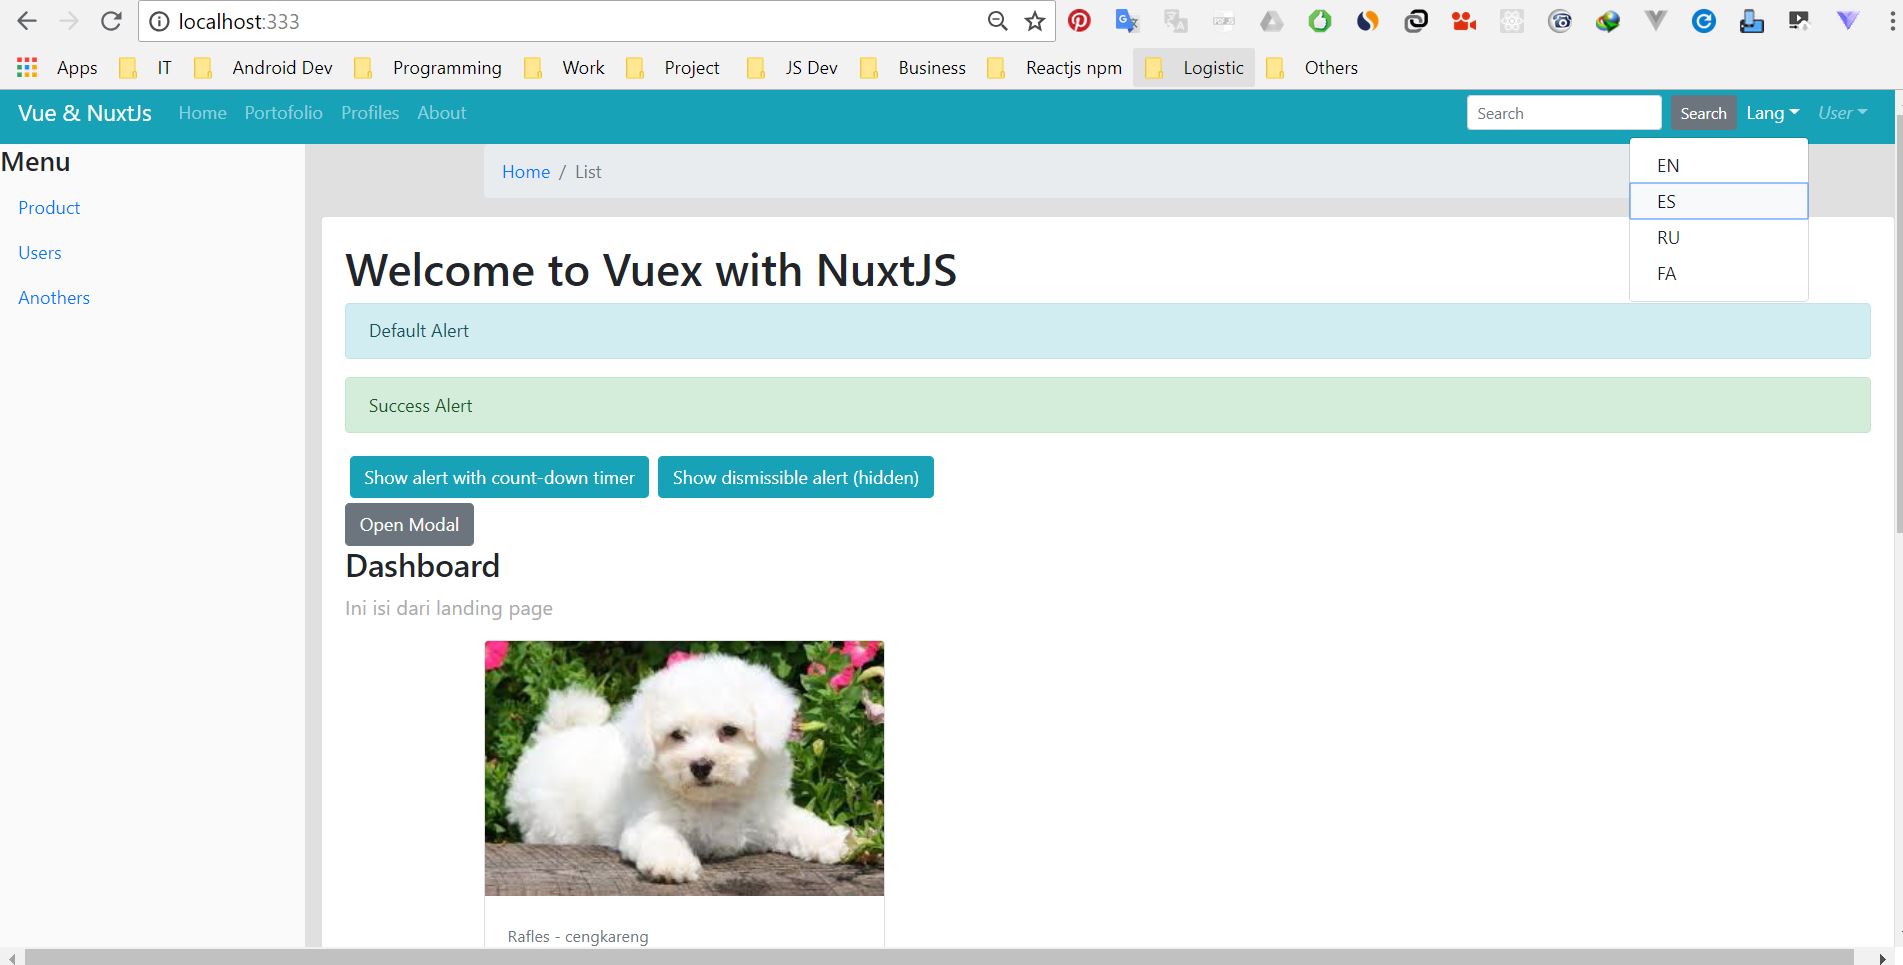 localhost:333
Apps IT Android Dev Programming Work Project JS Dev Business Reactjs npm Logistic Others
Vue & NuxtJs Home Portofolio Profiles About Search Search Lang User
Menu
Product
Users
Anothers
Home / List
EN
ES
RU
FA
Welcome to Vuex with NuxtJS
Default Alert
Success Alert
Show alert with count-down timer Show dismissible alert (hidden)
Open Modal
Dashboard
Ini isi dari landing page
Rafles - cengkareng